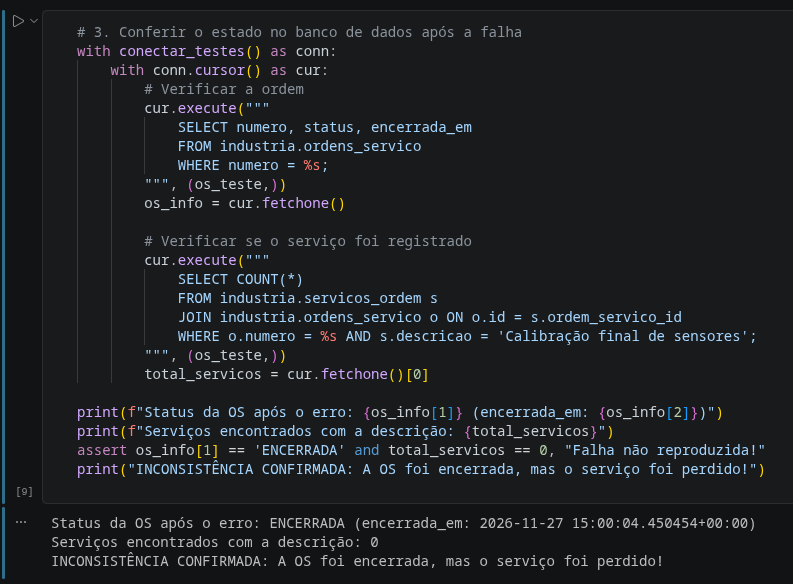 # 3. Conferir o estado no banco de dados após a falha
with conectar_testes() as conn:
    with conn.cursor() as cur:
        # Verificar a ordem
        cur.execute("""
            SELECT numero, status, encerrada_em
            FROM industria.ordens_servico
            WHERE numero = %s;
        """, (os_teste,))
        os_info = cur.fetchone()

        # Verificar se o serviço foi registrado
        cur.execute("""
            SELECT COUNT(*)
            FROM industria.servicos_ordem s
            JOIN industria.ordens_servico o ON o.id = s.ordem_servico_id
            WHERE o.numero = %s AND s.descricao = 'Calibração final de sensores';
        """, (os_teste,))
        total_servicos = cur.fetchone()[0]

print(f"Status da OS após o erro: {os_info[1]} (encerrada_em: {os_info[2]})")
print(f"Serviços encontrados com a descrição: {total_servicos}")
assert os_info[1] == 'ENCERRADA' and total_servicos == 0, "Falha não reproduzida!"
print("INCONSISTÊNCIA CONFIRMADA: A OS foi encerrada, mas o serviço foi perdido!")
[9]
... Status da OS após o erro: ENCERRADA (encerrada_em: 2026-11-27 15:00:04.450454+00:00)
Serviços encontrados com a descrição: 0
INCONSISTÊNCIA CONFIRMADA: A OS foi encerrada, mas o serviço foi perdido!